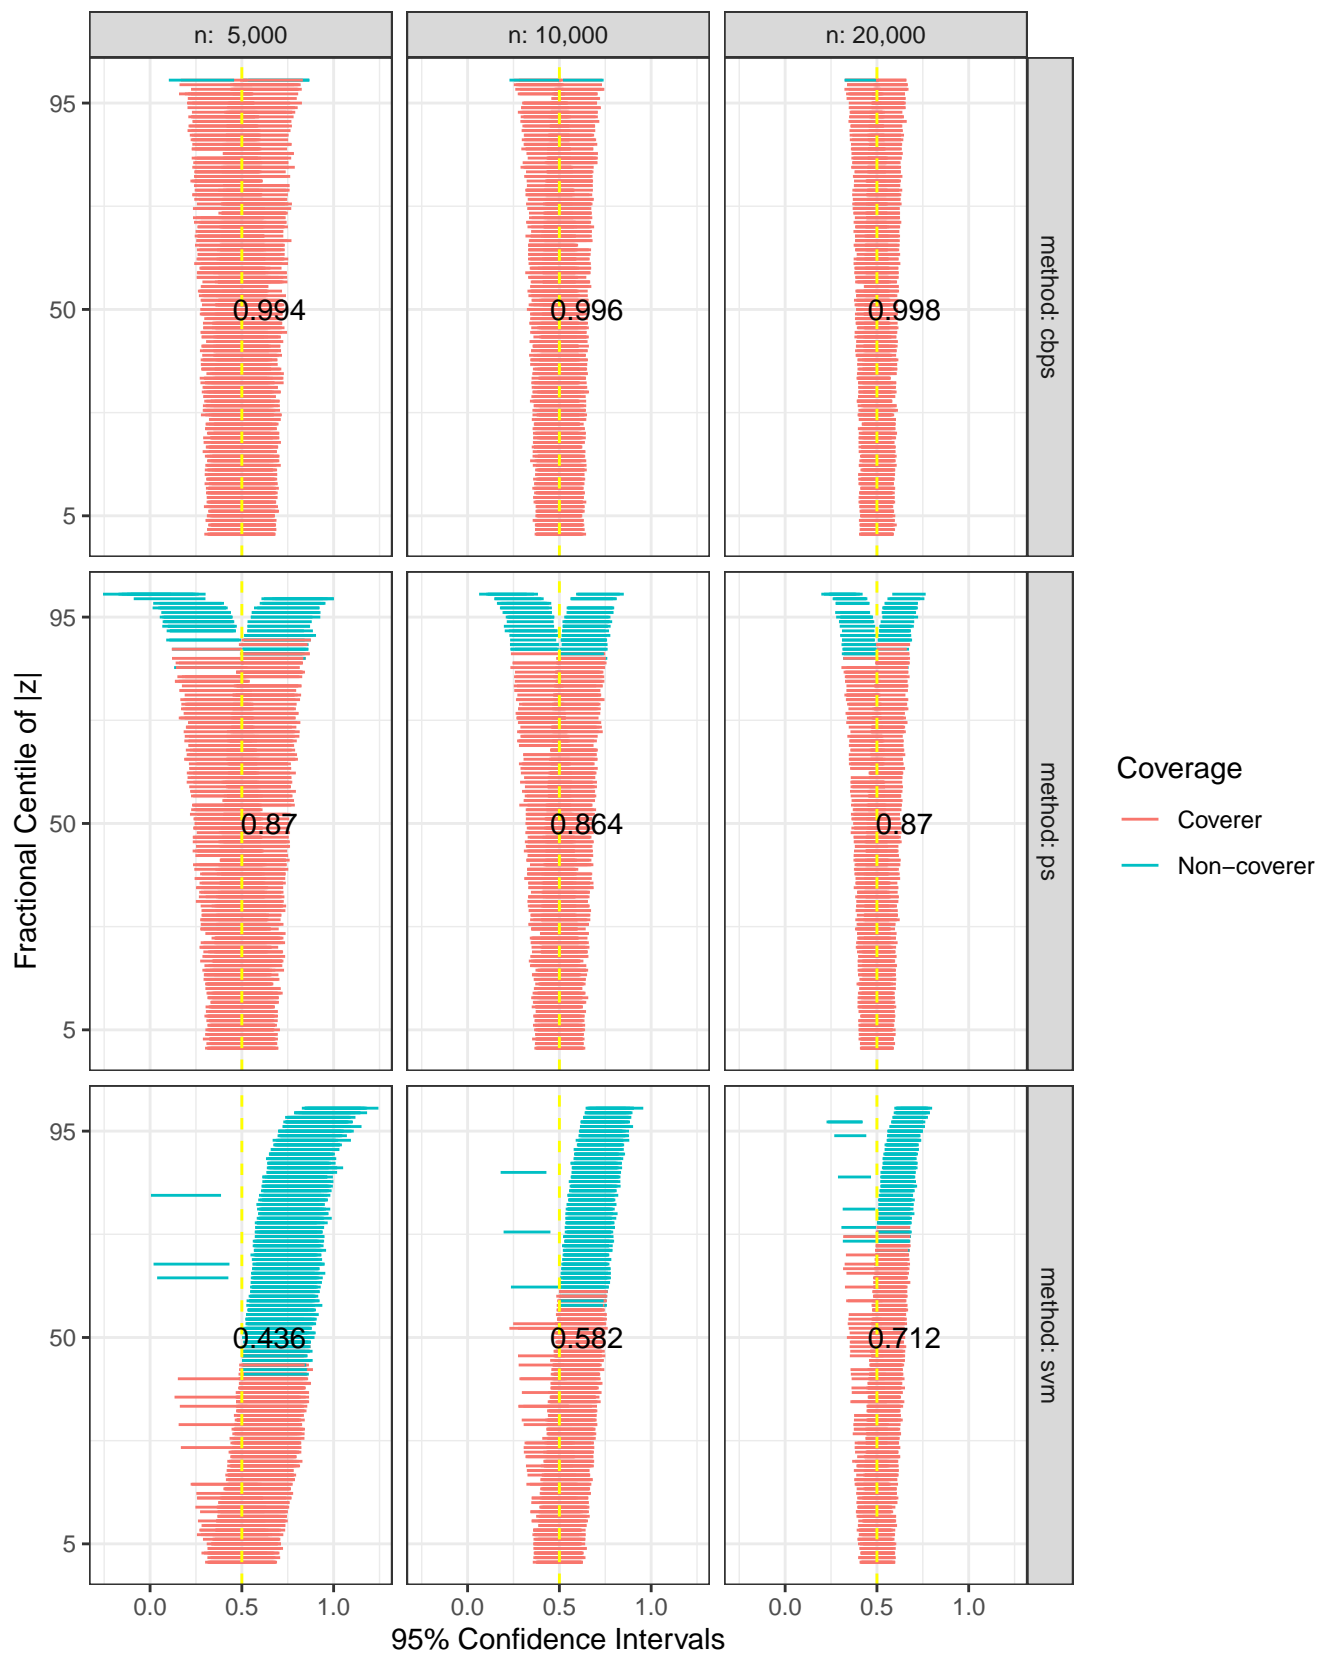 n: 5,000
n: 10,000
n: 20,000
95
50
5
0.994
0.996
0.998
method: cbps
95
50
5
0.87
0.864
0.87
method: ps
95
50
5
0.436
0.582
0.712
method: svm
0.0 0.5 1.0
0.0 0.5 1.0
0.0 0.5 1.0
95% Confidence Intervals
Fractional Centile of |z|
Coverage
Coverer
Non−coverer